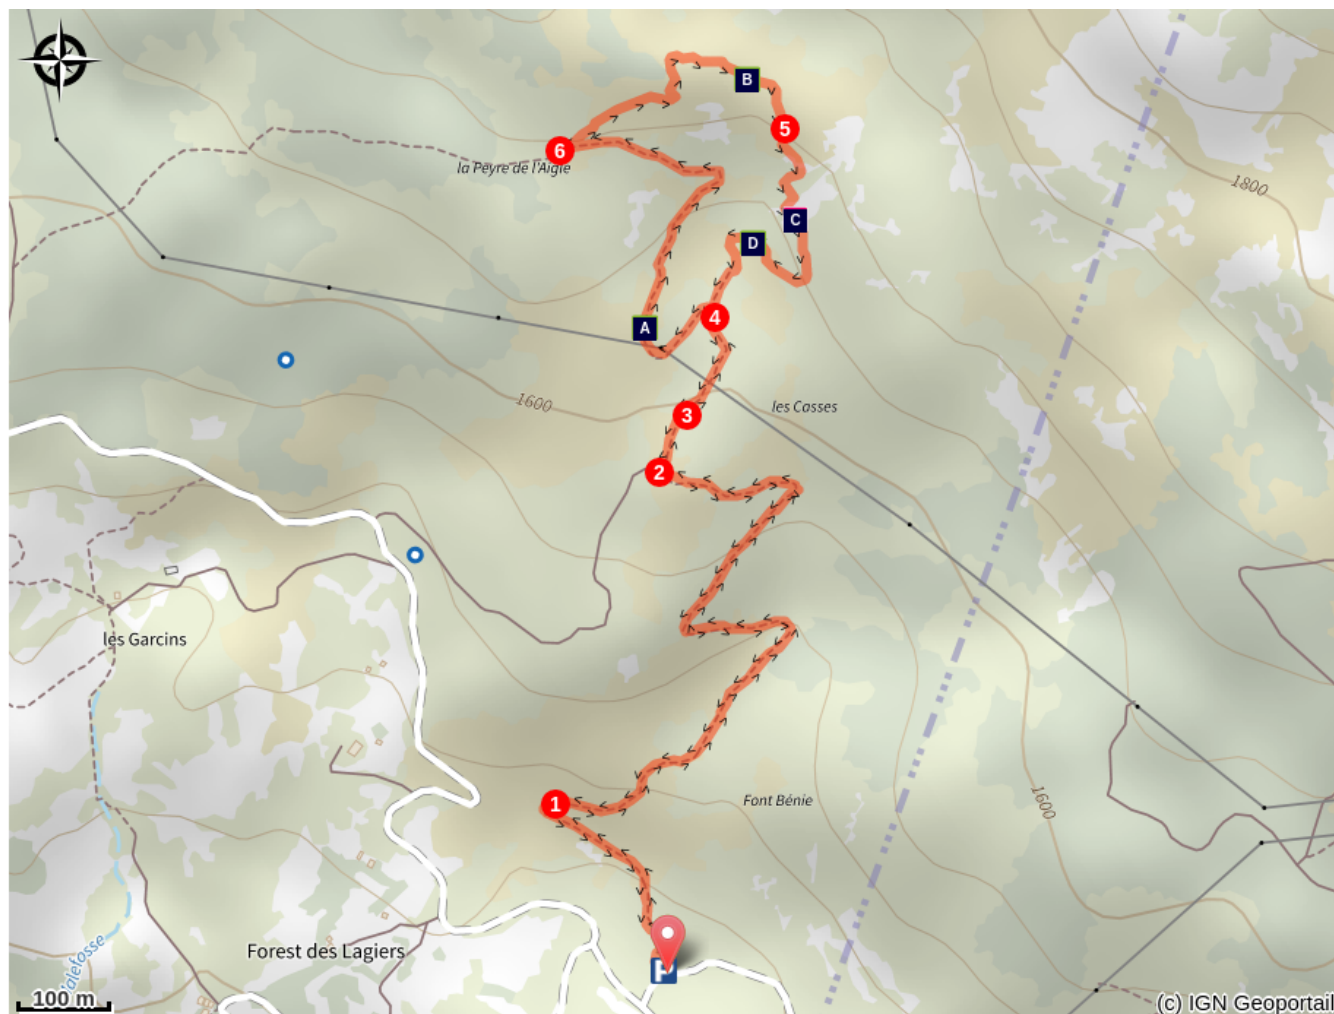 B
5
6
la Peyre de l'Aigle
1800
C
D
4
A
1600
3
les Casses
2
les Garcins
1
Font Bénie
1600
Forest des Lagiers
P
100 m
(c) IGN Geoportail